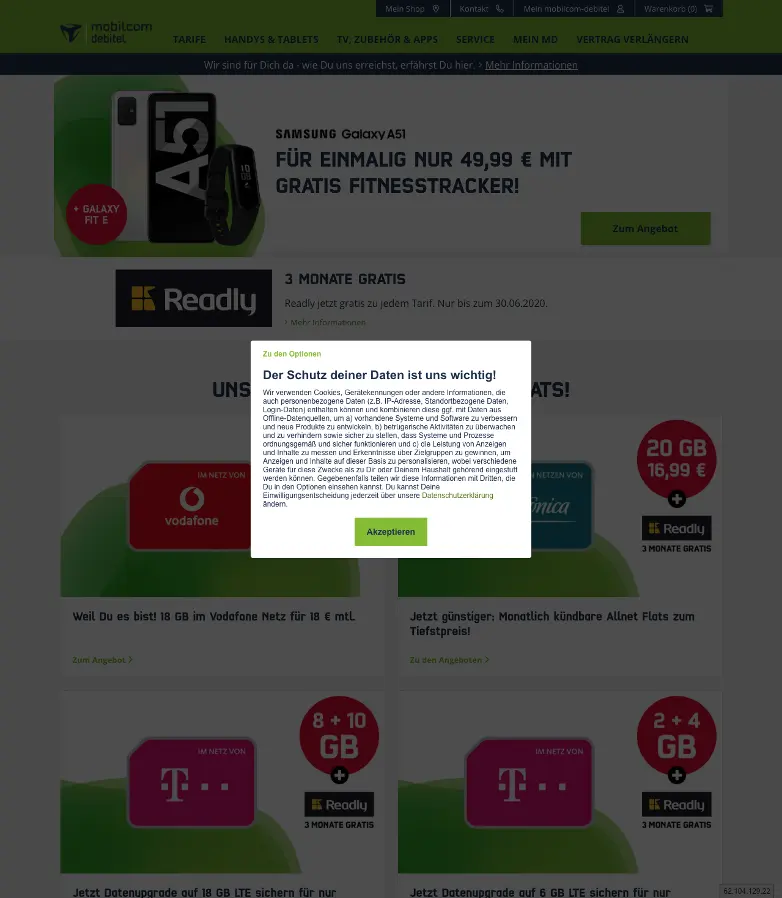 Mein Shop
Kontakt
Mein mobilcom-debitel
Warenkorb (0)
mobilcom
debitel
TARIFE
HANDYS & TABLETS
TV, ZUBEHÖR & APPS
SERVICE
MEIN MD
VERTRAG VERLÄNGERN
Wir sind für Dich da - wie Du uns erreichst, erfährst Du hier. > Mehr Informationen
A51
+ GALAXY
FIT E
SAMSUNG Galaxy A51
FÜR EINMALIG NUR 49,99 € MIT
GRATIS FITNESSTRACKER!
Zum Angebot
Readly
3 MONATE GRATIS
Readly jetzt gratis zu jedem Tarif. Nur bis zum 30.06.2020.
Mehr Informationen
Zu den Optionen
Der Schutz deiner Daten ist uns wichtig!
Wir verwenden Cookies, Gerätekennungen oder andere Informationen, die
auch personenbezogene Daten (z.B. IP-Adresse, Standortbezogene Daten,
Login-Daten) enthalten können und kombinieren diese ggf. mit Daten aus
Offline-Datenquellen, um a) vorhandene Systeme und Software zu verbessern
und neue Produkte zu entwickeln, b) betrügerische Aktivitäten zu überwachen
und zu verhindern sowie sicher zu stellen, dass Systeme und Prozesse
ordnungsgemäß und sicher funktionieren und c) die Leistung von Anzeigen
und Inhalte zu messen und Erkenntnisse über Zielgruppen zu gewinnen, um
Anzeigen und Inhalte auf dieser Basis zu personalisieren, wobei verschiedene
Geräte für diese Zwecke als zu Dir oder Deinem Haushalt gehörend eingestuft
werden können. Gegebenenfalls teilen wir diese Informationen mit Dritten, die
Du in den Optionen einsehen kannst. Du kannst Deine
Einwilligungsentscheidung jederzeit über unsere Datenschutzerklärung
ändern.
Akzeptieren
IM NETZ VON
vodafone
Weil Du es bist! 18 GB im Vodafone Netz für 18 € mtl.
Zum Angebot >
NETZEN VON
20 GB
16,99 €
+
Readly
3 MONATE GRATIS
Jetzt günstiger: Monatlich kündbare Allnet Flats zum
Tiefstpreis!
Zu den Angeboten >
IM NETZ VON
T
8 + 10
GB
+
Readly
3 MONATE GRATIS
Jetzt Datenupgrade auf 18 GB LTE sichern für nur
IM NETZ VON
T
2 + 4
GB
+
Readly
3 MONATE GRATIS
Jetzt Datenupgrade auf 6 GB LTE sichern für nur
62.104.129.22